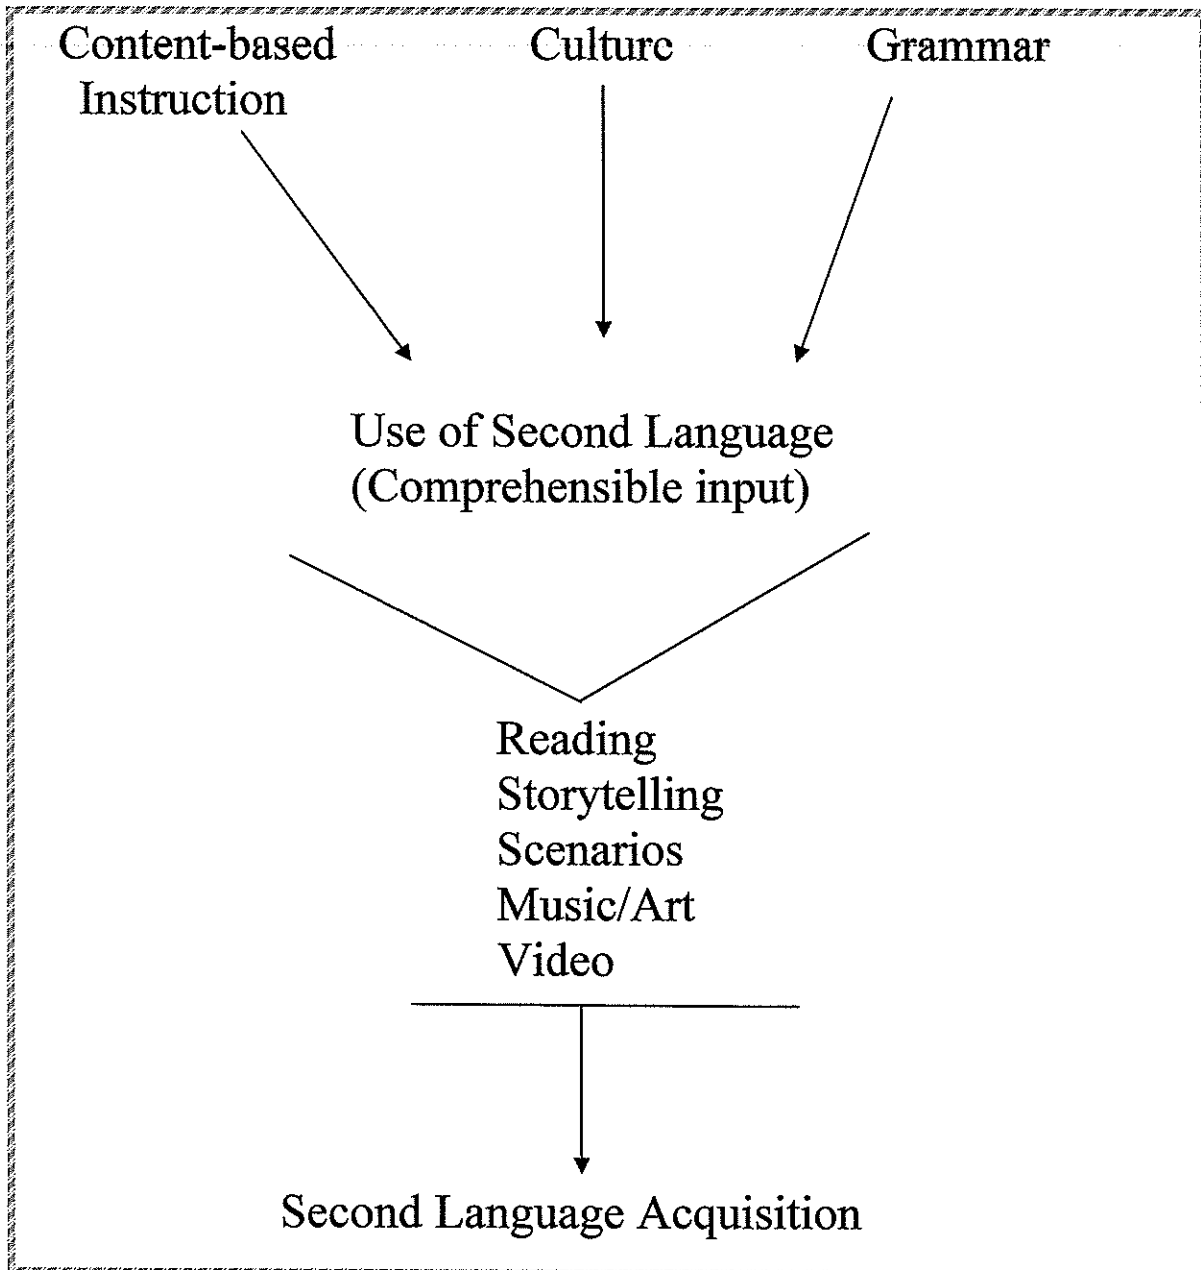 Content-based Culture Grammar
Instruction
Use of Second Language
(Comprehensible input)
Reading
Storytelling
Scenarios
Music/Art
Video
Second Language Acquisition